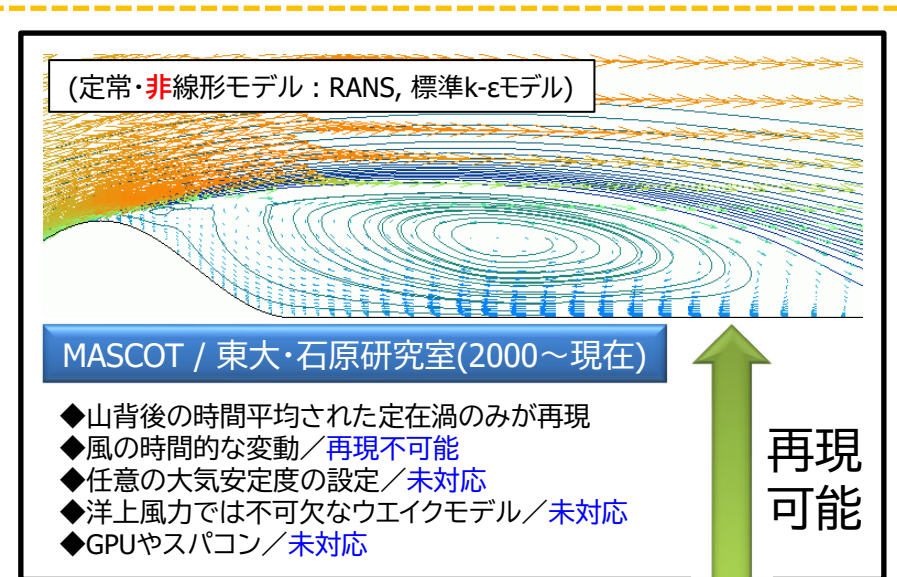 (定常・非線形モデル：RANS, 標準k-εモデル)
MASCOT / 東大・石原研究室(2000～現在)
◆山背後の時間平均された定在渦のみが再現
◆風の時間的な変動／再現不可能
◆任意の大気安定度の設定／未対応
◆洋上風力では不可欠なウエイクモデル／未対応
◆GPUやスパコン／未対応
再現
可能